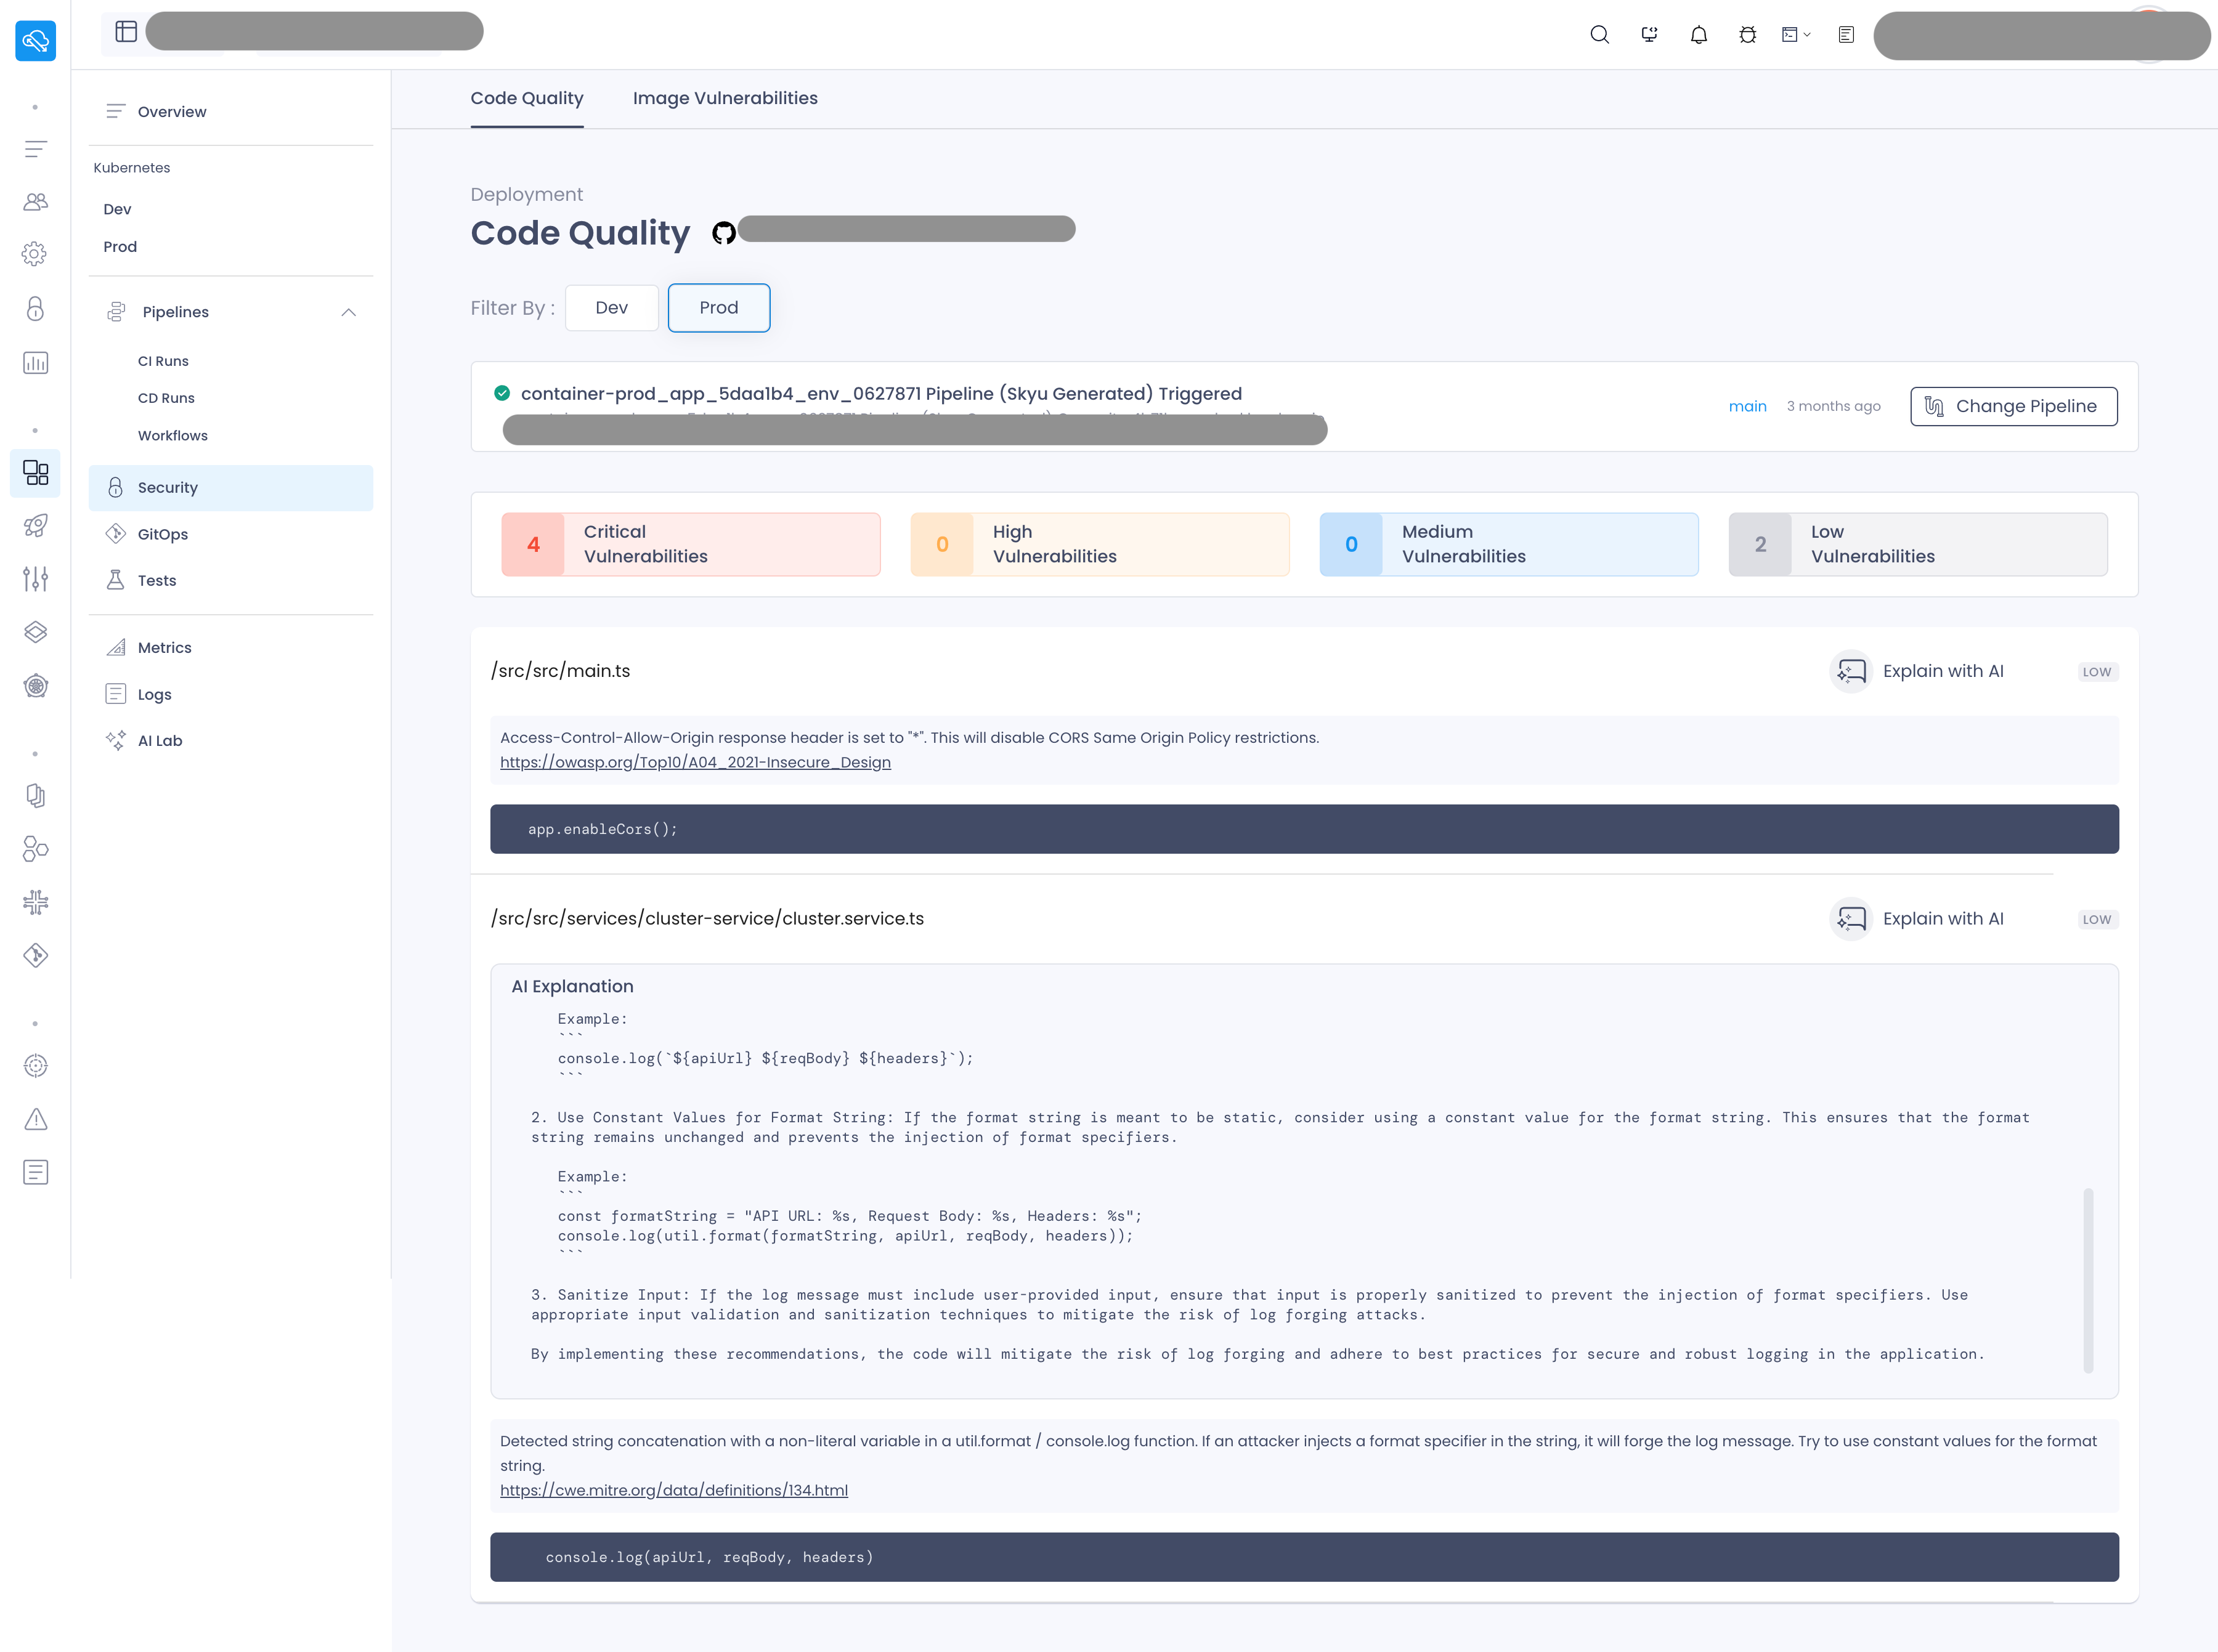 Code Quality
Image Vulnerabilities
Overview
Kubernetes
Dev
Prod
Pipelines
CI Runs
CD Runs
Workflows
Security
GitOps
Tests
Metrics
Logs
AI Lab
Deployment
Code Quality
Filter By :
Dev
Prod
container-prod_app_5daa1b4_env_0627871 Pipeline (Skyu Generated) Triggered
main
3 months ago
Change Pipeline
4
Critical
Vulnerabilities
0
High
Vulnerabilities
0
Medium
Vulnerabilities
2
Low
Vulnerabilities
/src/src/main.ts
Explain with AI
LOW
Access-Control-Allow-Origin response header is set to "*". This will disable CORS Same Origin Policy restrictions.
https://owasp.org/Top10/A04_2021-Insecure_Design
app.enableCors();
/src/src/services/cluster-service/cluster.service.ts
Explain with AI
LOW
AI Explanation
Example:
```
console.log(`${apiUrl} ${reqBody} ${headers}`);
```
2. Use Constant Values for Format String: If the format string is meant to be static, consider using a constant value for the format string. This ensures that the format
string remains unchanged and prevents the injection of format specifiers.
Example:
```
const formatString = "API URL: %s, Request Body: %s, Headers: %s";
console.log(util.format(formatString, apiUrl, reqBody, headers));
```
3. Sanitize Input: If the log message must include user-provided input, ensure that input is properly sanitized to prevent the injection of format specifiers. Use
appropriate input validation and sanitization techniques to mitigate the risk of log forging attacks.
By implementing these recommendations, the code will mitigate the risk of log forging and adhere to best practices for secure and robust logging in the application.
Detected string concatenation with a non-literal variable in a util.format / console.log function. If an attacker injects a format specifier in the string, it will forge the log message. Try to use constant values for the format
string.
https://cwe.mitre.org/data/definitions/134.html
console.log(apiUrl, reqBody, headers)